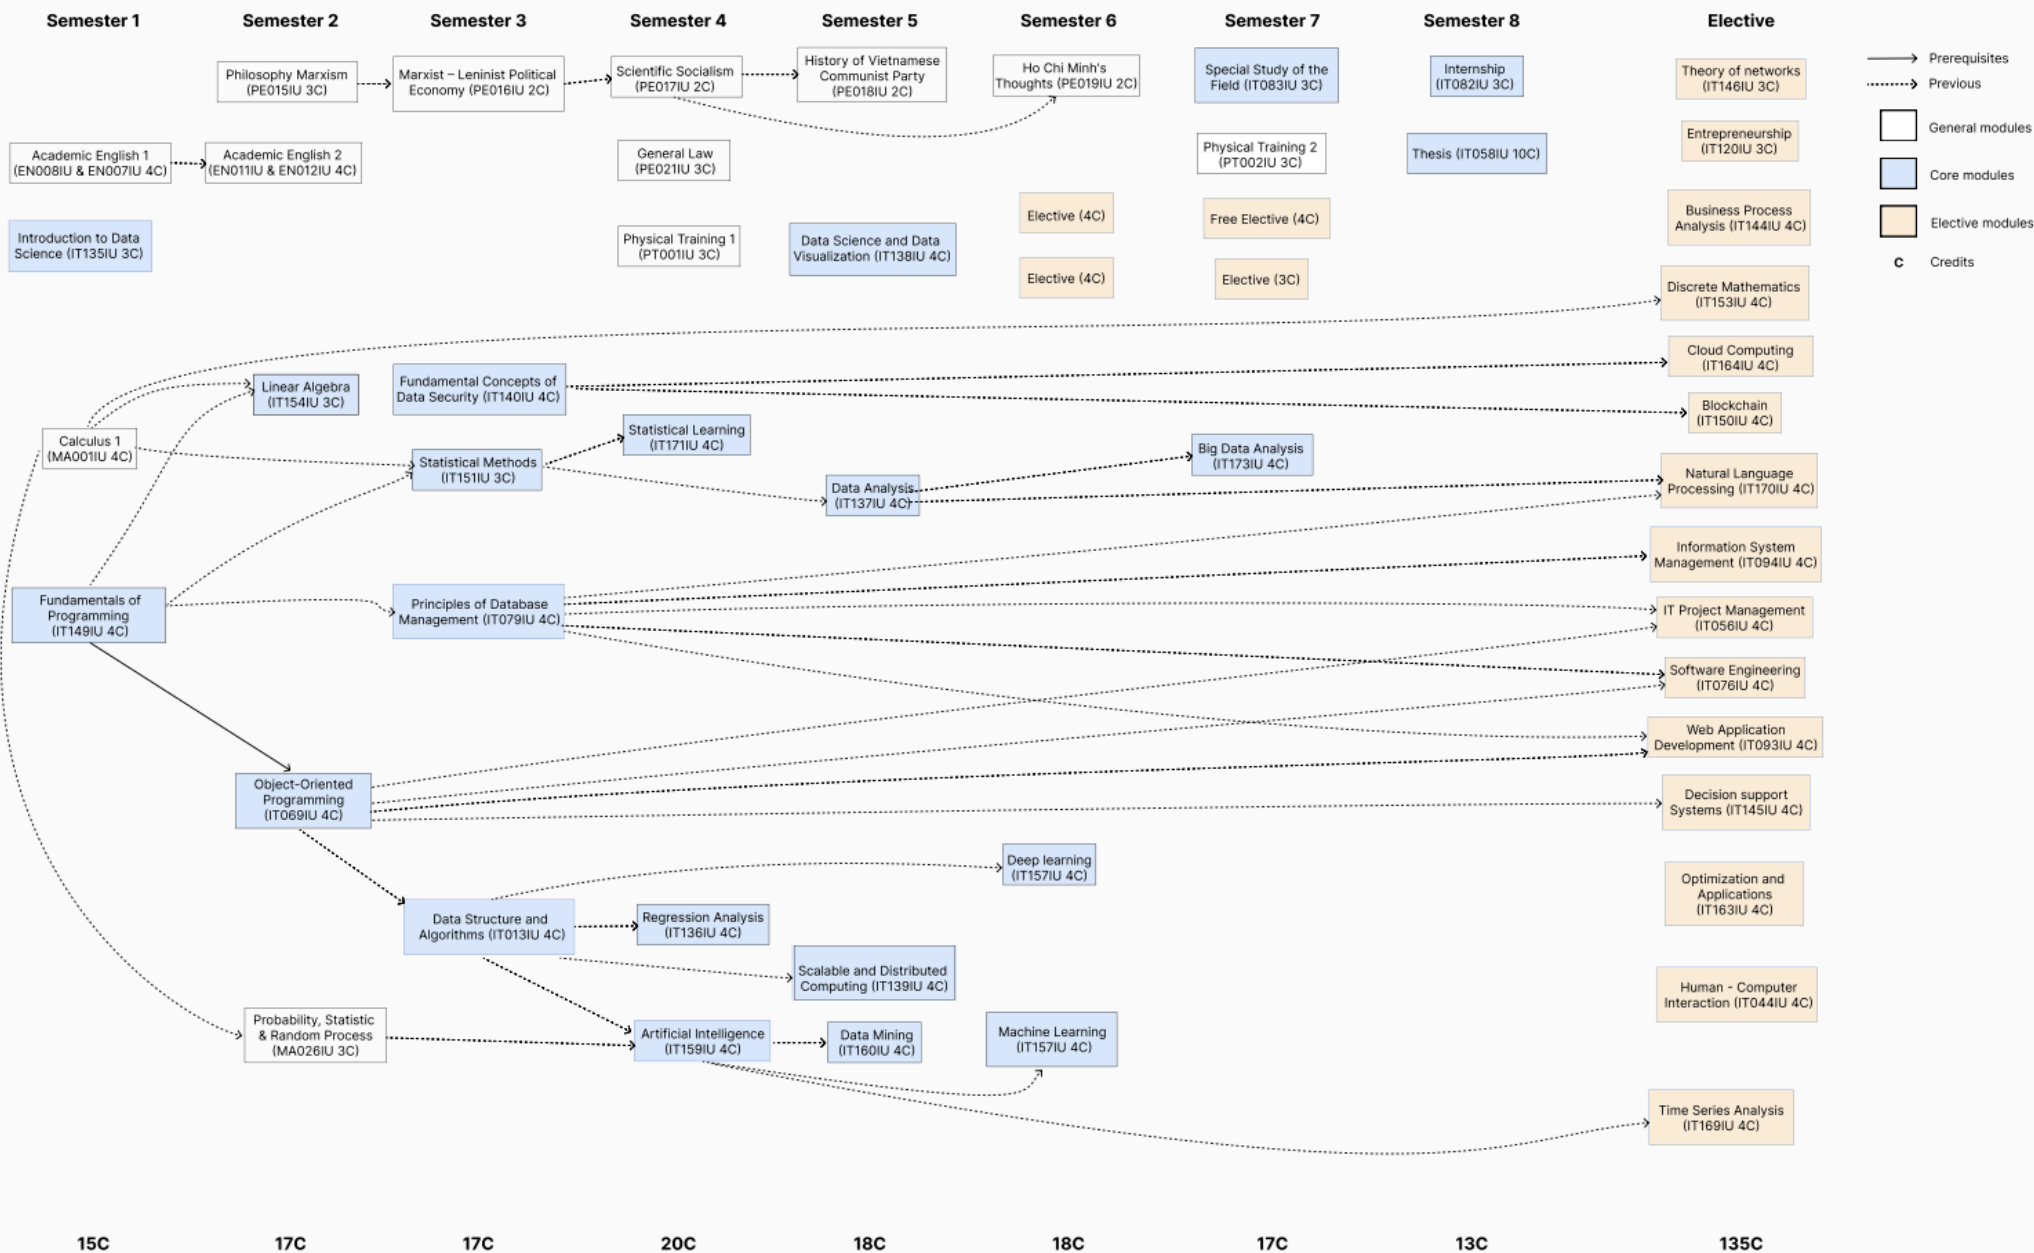 Semester 1
Semester 2
Semester 3
Semester 4
Semester 5
Semester 6
Semester 7
Semester 8
Elective
Philosophy Marxism
(PE015IU 3C)
Marxist – Leninist Political
Economy (PE016IU 2C)
Scientific Socialism
(PE017IU 2C)
History of Vietnamese
Communist Party
(PE018IU 2C)
Ho Chi Minh's
Thoughts (PE019IU 2C)
Special Study of the
Field (IT083IU 3C)
Internship
(IT082IU 3C)
Theory of networks
(IT146IU 3C)
Prerequisites
Previous
General modules
Core modules
Elective modules
C
Credits
Academic English 1
(EN008IU & EN007IU 4C)
Academic English 2
(EN011IU & EN012IU 4C)
General Law
(PE021IU 3C)
Physical Training 2
(PT002IU 3C)
Thesis (IT058IU 10C)
Entrepreneurship
(IT120IU 3C)
Introduction to Data
Science (IT135IU 3C)
Physical Training 1
(PT001IU 3C)
Data Science and Data
Visualization (IT138IU 4C)
Elective (4C)
Free Elective (4C)
Business Process
Analysis (IT144IU 4C)
Elective (4C)
Elective (3C)
Discrete Mathematics
(IT153IU 4C)
Linear Algebra
(IT154IU 3C)
Fundamental Concepts of
Data Security (IT140IU 4C)
Cloud Computing
(IT164IU 4C)
Blockchain
(IT150IU 4C)
Calculus 1
(MA001IU 4C)
Statistical Methods
(IT151IU 3C)
Statistical Learning
(IT171IU 4C)
Data Analysis
(IT137IU 4C)
Big Data Analysis
(IT173IU 4C)
Natural Language
Processing (IT170IU 4C)
Information System
Management (IT094IU 4C)
Fundamentals of
Programming
(IT149IU 4C)
Principles of Database
Management (IT079IU 4C)
IT Project Management
(IT056IU 4C)
Software Engineering
(IT076IU 4C)
Web Application
Development (IT093IU 4C)
Object-Oriented
Programming
(IT069IU 4C)
Decision support
Systems (IT145IU 4C)
Deep learning
(IT157IU 4C)
Optimization and
Applications
(IT163IU 4C)
Data Structure and
Algorithms (IT013IU 4C)
Regression Analysis
(IT136IU 4C)
Scalable and Distributed
Computing (IT139IU 4C)
Human - Computer
Interaction (IT044IU 4C)
Probability, Statistic
& Random Process
(MA026IU 3C)
Artificial Intelligence
(IT159IU 4C)
Data Mining
(IT160IU 4C)
Machine Learning
(IT157IU 4C)
Time Series Analysis
(IT169IU 4C)
15C
17C
17C
20C
18C
18C
17C
13C
135C